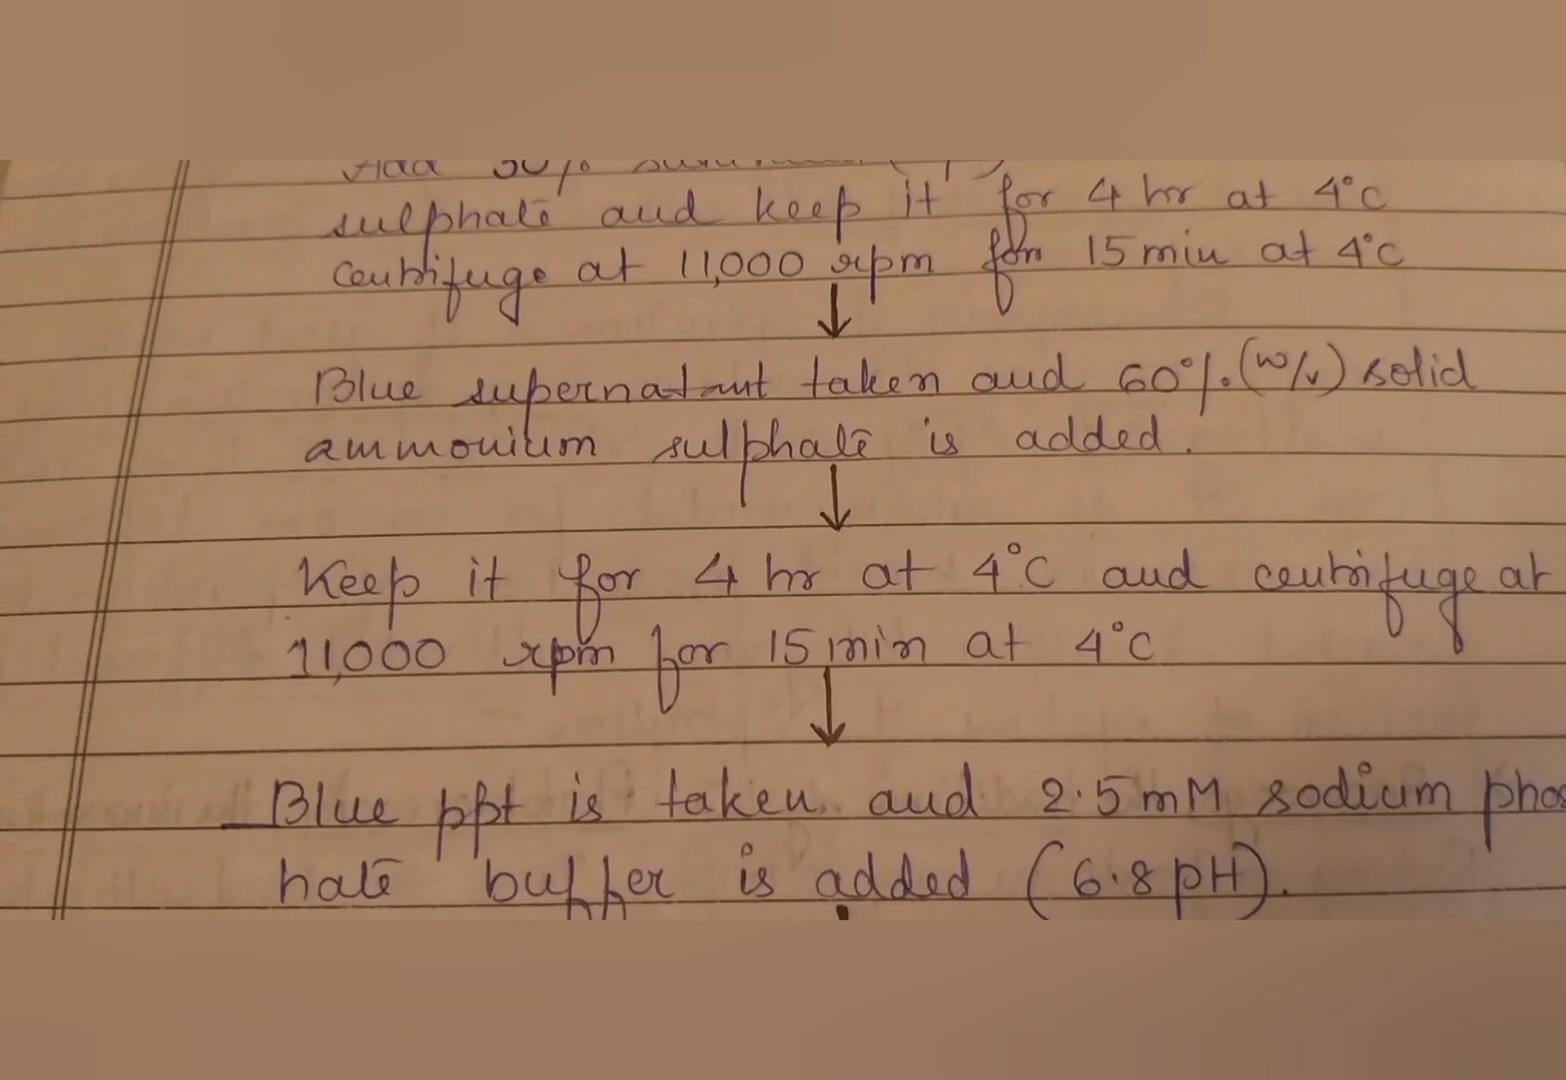 Add
sulphate and keep it for 4 hr at 4°C
centrifuge at 11,000 rpm for 15 min at 4°C
↓
Blue supernatant taken and 60% (w/v) solid
ammonium sulphate is added.
↓
Keep it for 4 hr at 4°C and centrifuge at
11,000 rpm for 15 min at 4°C
↓
Blue ppt is taken and 2.5 mM sodium phos
hate buffer is added (6.8 pH).